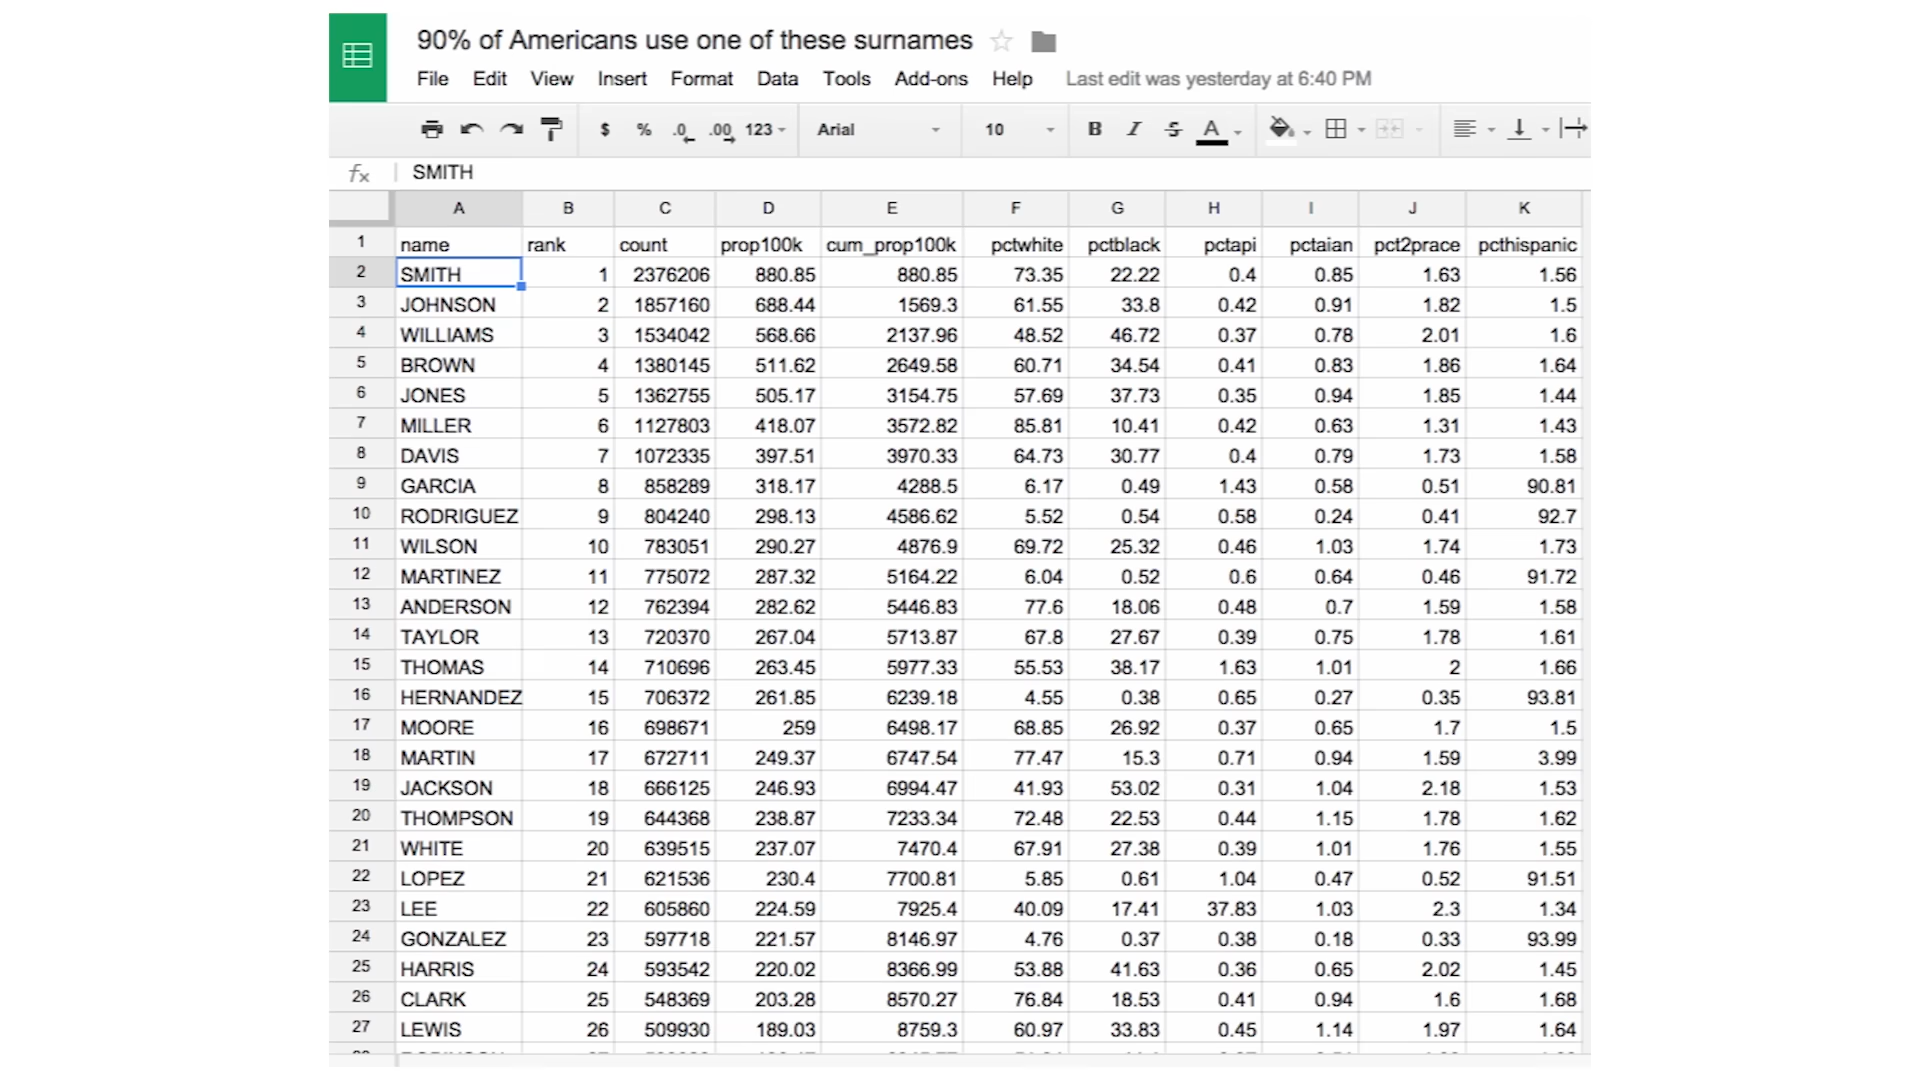 90% of Americans use one of these surnames
File Edit View Insert Format Data Tools Add-ons Help Last edit was yesterday at 6:40 PM
$ % .0 .00 123 Arial 10 B I S A
fx SMITH
A B C D E F G H I J K
1 name rank count prop100k cum_prop100k pctwhite pctblack pctapi pctaian pct2prace pcthispanic
2 SMITH 1 2376206 880.85 880.85 73.35 22.22 0.4 0.85 1.63 1.56
3 JOHNSON 2 1857160 688.44 1569.3 61.55 33.8 0.42 0.91 1.82 1.5
4 WILLIAMS 3 1534042 568.66 2137.96 48.52 46.72 0.37 0.78 2.01 1.6
5 BROWN 4 1380145 511.62 2649.58 60.71 34.54 0.41 0.83 1.86 1.64
6 JONES 5 1362755 505.17 3154.75 57.69 37.73 0.35 0.94 1.85 1.44
7 MILLER 6 1127803 418.07 3572.82 85.81 10.41 0.42 0.63 1.31 1.43
8 DAVIS 7 1072335 397.51 3970.33 64.73 30.77 0.4 0.79 1.73 1.58
9 GARCIA 8 858289 318.17 4288.5 6.17 0.49 1.43 0.58 0.51 90.81
10 RODRIGUEZ 9 804240 298.13 4586.62 5.52 0.54 0.58 0.24 0.41 92.7
11 WILSON 10 783051 290.27 4876.9 69.72 25.32 0.46 1.03 1.74 1.73
12 MARTINEZ 11 775072 287.32 5164.22 6.04 0.52 0.6 0.64 0.46 91.72
13 ANDERSON 12 762394 282.62 5446.83 77.6 18.06 0.48 0.7 1.59 1.58
14 TAYLOR 13 720370 267.04 5713.87 67.8 27.67 0.39 0.75 1.78 1.61
15 THOMAS 14 710696 263.45 5977.33 55.53 38.17 1.63 1.01 2 1.66
16 HERNANDEZ 15 706372 261.85 6239.18 4.55 0.38 0.65 0.27 0.35 93.81
17 MOORE 16 698671 259 6498.17 68.85 26.92 0.37 0.65 1.7 1.5
18 MARTIN 17 672711 249.37 6747.54 77.47 15.3 0.71 0.94 1.59 3.99
19 JACKSON 18 666125 246.93 6994.47 41.93 53.02 0.31 1.04 2.18 1.53
20 THOMPSON 19 644368 238.87 7233.34 72.48 22.53 0.44 1.15 1.78 1.62
21 WHITE 20 639515 237.07 7470.4 67.91 27.38 0.39 1.01 1.76 1.55
22 LOPEZ 21 621536 230.4 7700.81 5.85 0.61 1.04 0.47 0.52 91.51
23 LEE 22 605860 224.59 7925.4 40.09 17.41 37.83 1.03 2.3 1.34
24 GONZALEZ 23 597718 221.57 8146.97 4.76 0.37 0.38 0.18 0.33 93.99
25 HARRIS 24 593542 220.02 8366.99 53.88 41.63 0.36 0.65 2.02 1.45
26 CLARK 25 548369 203.28 8570.27 76.84 18.53 0.41 0.94 1.6 1.68
27 LEWIS 26 509930 189.03 8759.3 60.97 33.83 0.45 1.14 1.97 1.64